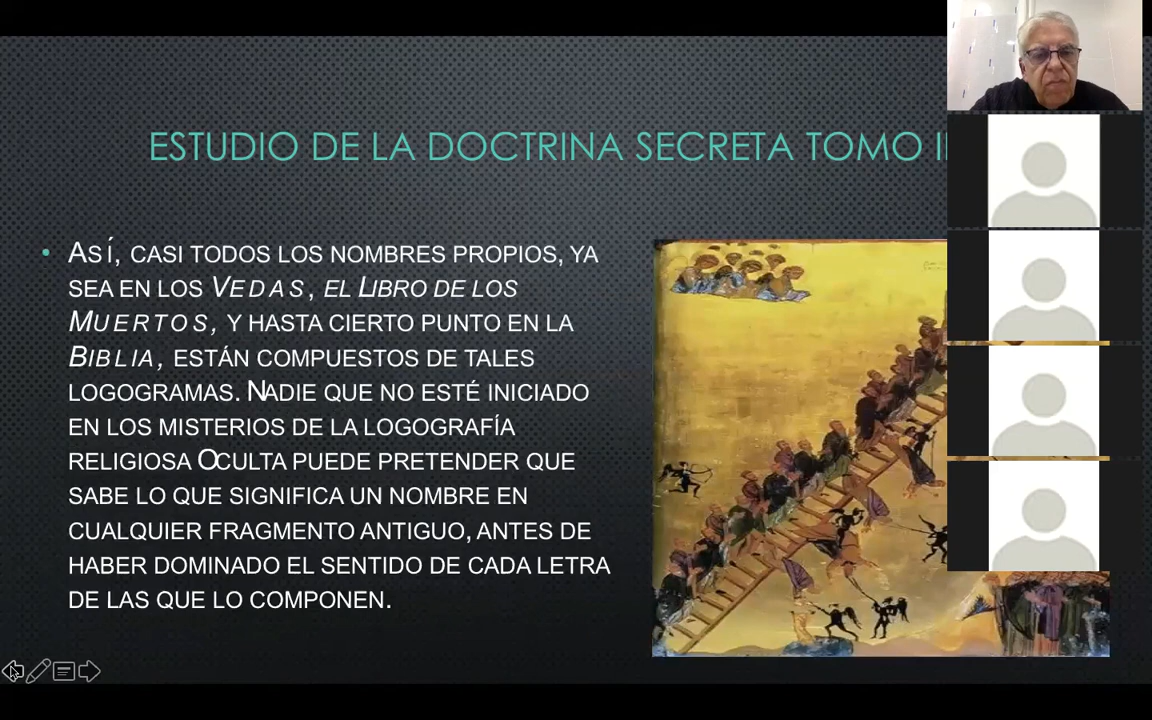 ESTUDIO DE LA DOCTRINA SECRETA TOMO
• ASÍ, CASI TODOS LOS NOMBRES PROPIOS, YA
SEA EN LOS VEDAS, EL LIBRO DE LOS
MUERTOS, Y HASTA CIERTO PUNTO EN LA
BIBLIA, ESTÁN COMPUESTOS DE TALES
LOGOGRAMAS. NADIE QUE NO ESTÉ INICIADO
EN LOS MISTERIOS DE LA LOGOGRAFÍA
RELIGIOSA OCULTA PUEDE PRETENDER QUE
SABE LO QUE SIGNIFICA UN NOMBRE EN
CUALQUIER FRAGMENTO ANTIGUO, ANTES DE
HABER DOMINADO EL SENTIDO DE CADA LETRA
DE LAS QUE LO COMPONEN.